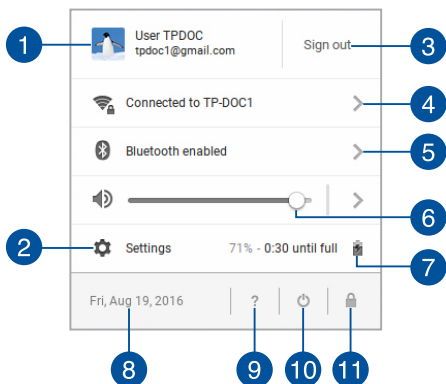 1
User TPDOC
tpdoc1@gmail.com
Sign out
3
Connected to TP-DOC1
4
Bluetooth enabled
5
6
2
Settings
71% - 0:30 until full
7
Fri, Aug 19, 2016
?
8
9
10
11